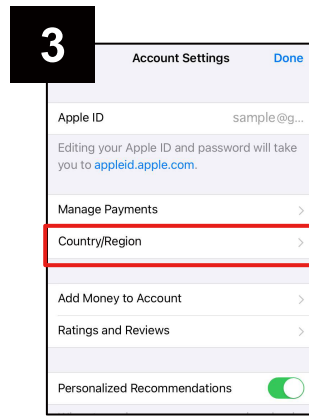 3
Account Settings Done
Apple ID sample@g...
Editing your Apple ID and password will take
you to appleid.apple.com.
Manage Payments
Country/Region
Add Money to Account
Ratings and Reviews
Personalized Recommendations